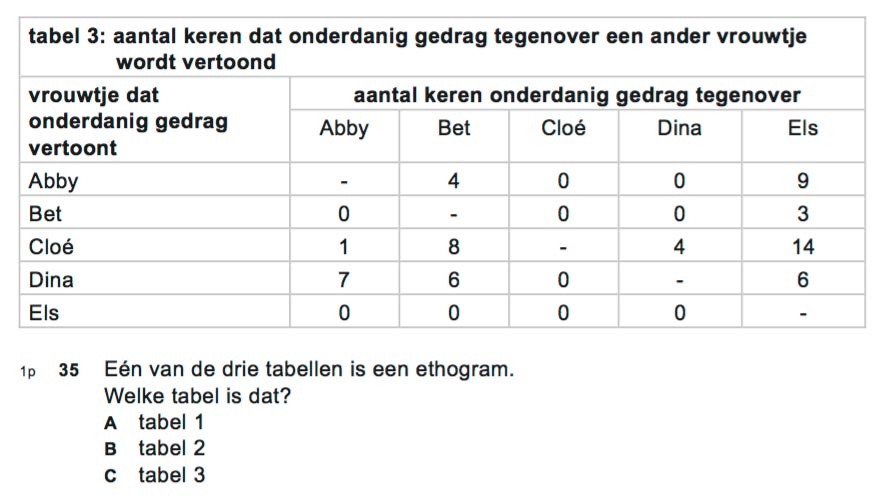 tabel 3: aantal keren dat onderdanig gedrag tegenover een ander vrouwtje
wordt vertoond
vrouwtje dat
onderdanig gedrag
vertoont
aantal keren onderdanig gedrag tegenover
Abby Bet Cloé Dina Els
Abby - 4 0 0 9
Bet 0 - 0 0 3
Cloé 1 8 - 4 14
Dina 7 6 0 - 6
Els 0 0 0 0 -
1p 35 Eén van de drie tabellen is een ethogram.
Welke tabel is dat?
A tabel 1
B tabel 2
C tabel 3